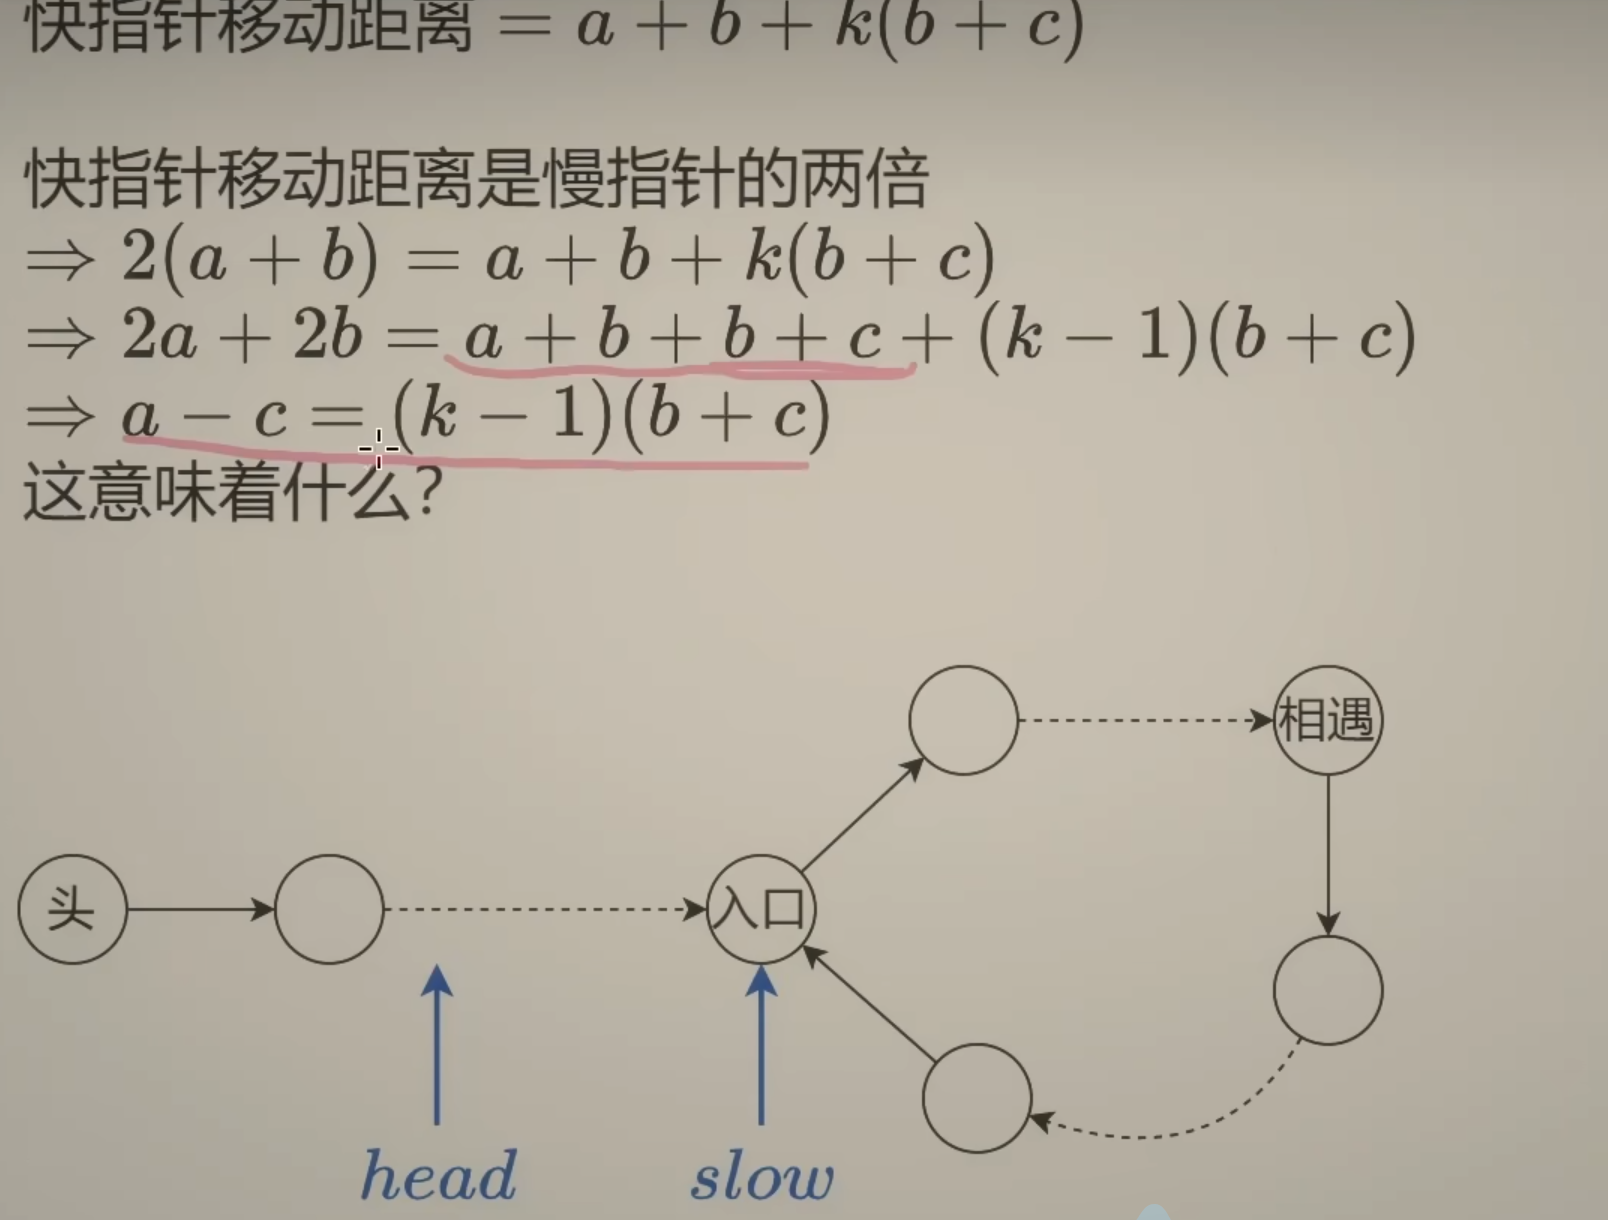 快指针移动距离 = a + b + k(b + c)
快指针移动距离是慢指针的两倍
⇒ 2(a + b) = a + b + k(b + c)
⇒ 2a + 2b = a + b + b + c + (k − 1)(b + c)
⇒ a − c = (k − 1)(b + c)
这意味着什么?
相遇
头
入口
head
slow